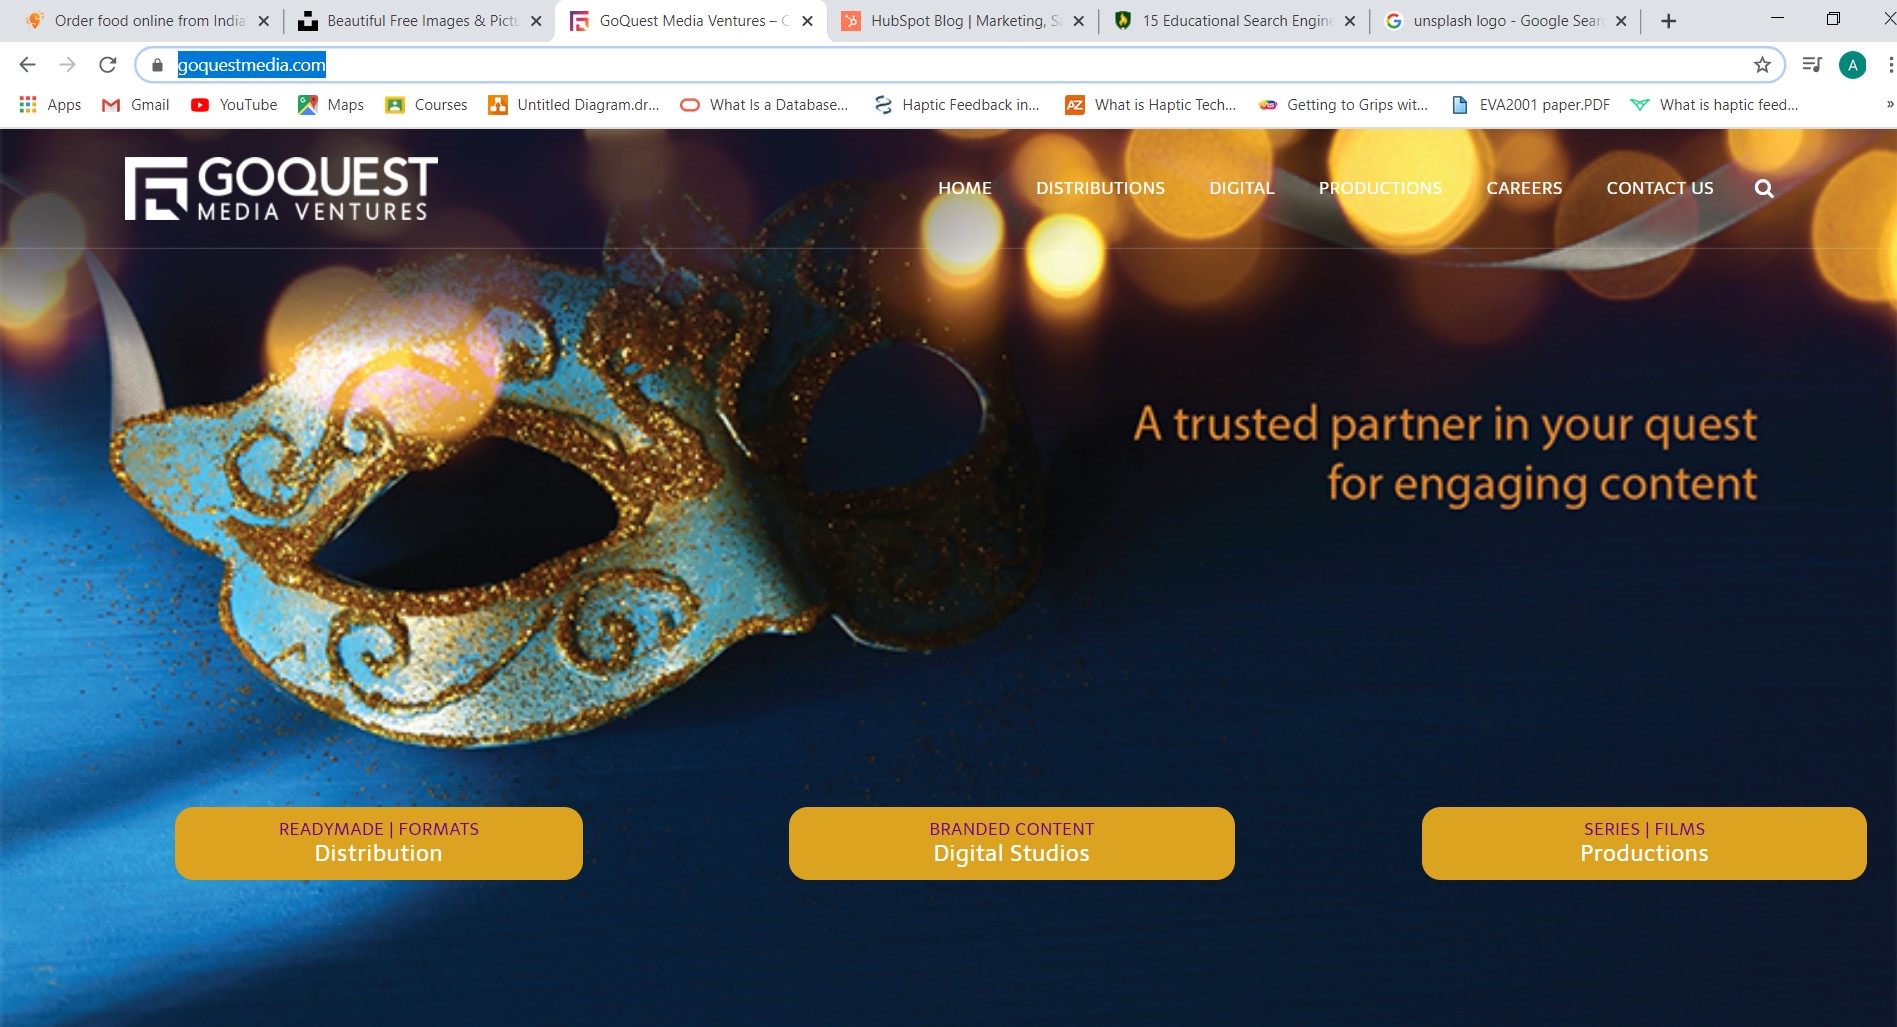 Order food online from India
Beautiful Free Images & Pictu
GoQuest Media Ventures – C
HubSpot Blog | Marketing, Sa
15 Educational Search Engine
unsplash logo - Google Sear
goquestmedia.com
A
Apps
Gmail
YouTube
Maps
Courses
Untitled Diagram.dr...
What Is a Database...
Haptic Feedback in...
What is Haptic Tech...
Getting to Grips wit...
EVA2001 paper.PDF
What is haptic feed...
»
GOQUEST
MEDIA VENTURES
HOME
DISTRIBUTIONS
DIGITAL
PRODUCTIONS
CAREERS
CONTACT US
A trusted partner in your quest
for engaging content
READYMADE | FORMATS
Distribution
BRANDED CONTENT
Digital Studios
SERIES | FILMS
Productions